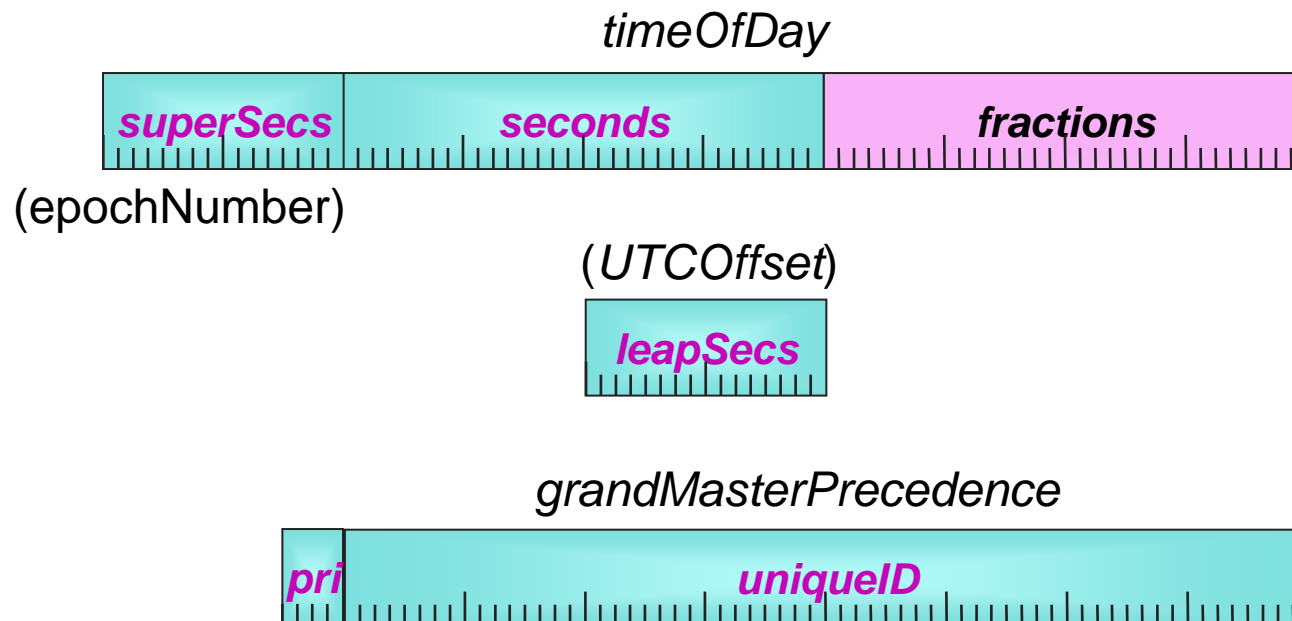 timeOfDay
superSecs seconds fractions
(epochNumber)
(UTCOffset)
leapSecs
grandMasterPrecedence
pri uniqueID